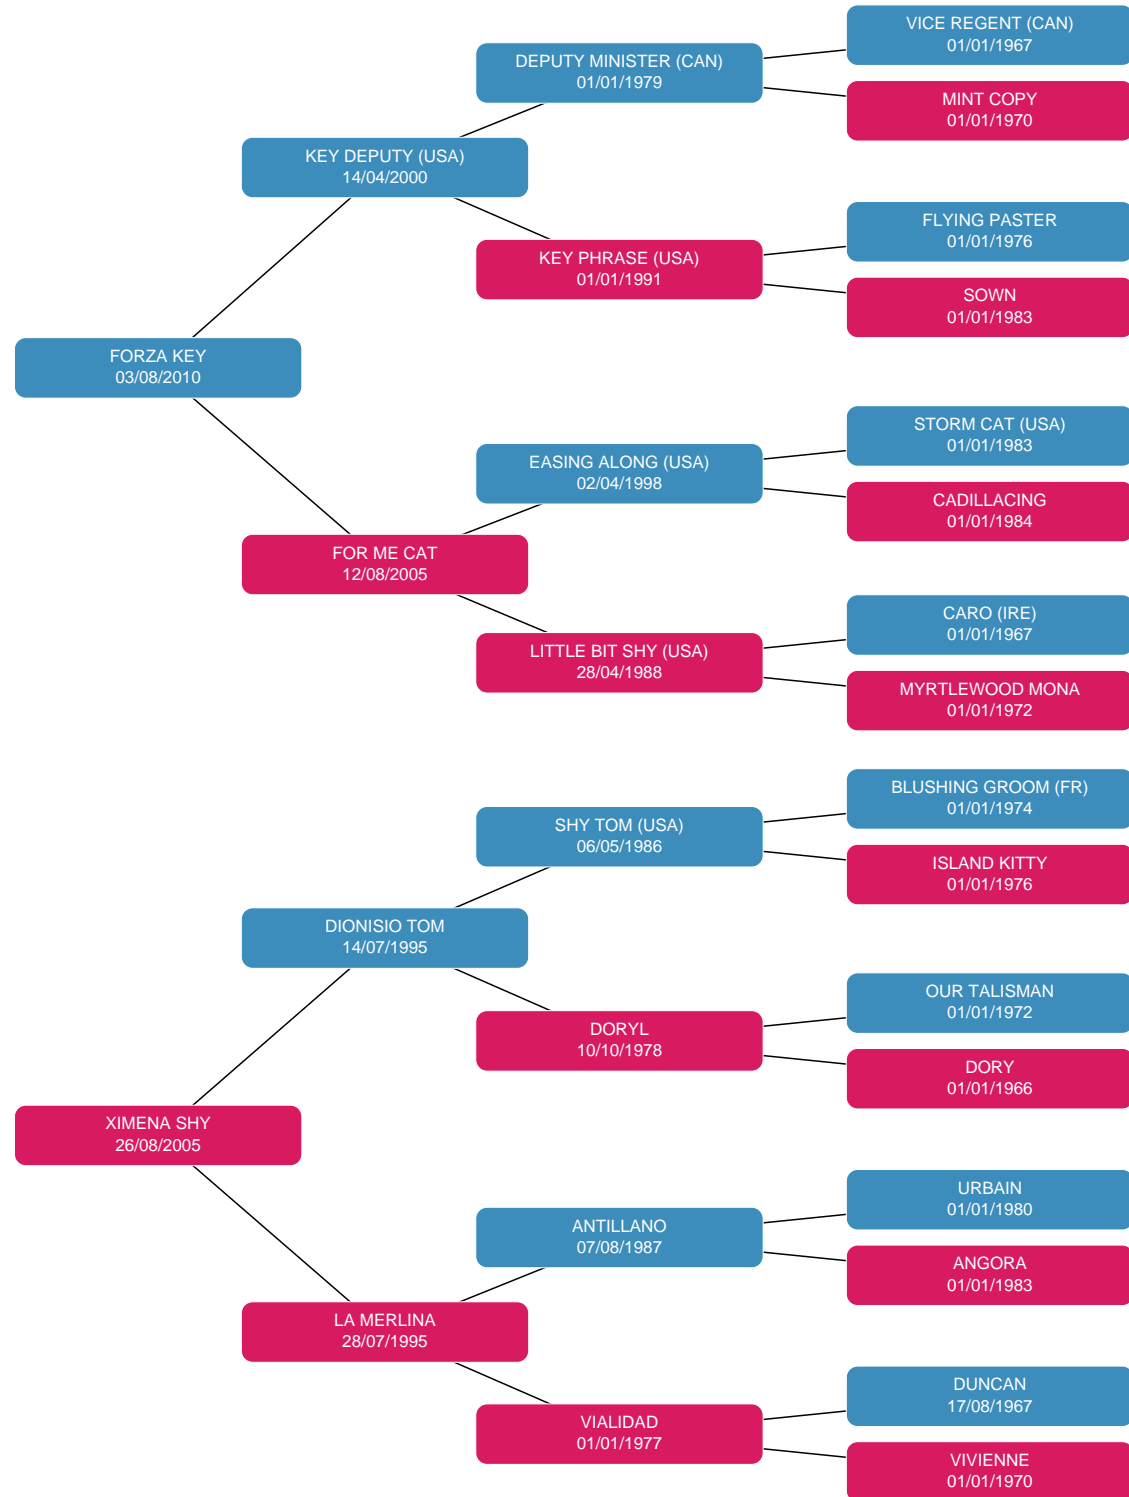 VICE REGENT (CAN)
01/01/1967
DEPUTY MINISTER (CAN)
01/01/1979
MINT COPY
01/01/1970
KEY DEPUTY (USA)
14/04/2000
FLYING PASTER
01/01/1976
KEY PHRASE (USA)
01/01/1991
SOWN
01/01/1983
FORZA KEY
03/08/2010
STORM CAT (USA)
01/01/1983
EASING ALONG (USA)
02/04/1998
CADILLACING
01/01/1984
FOR ME CAT
12/08/2005
CARO (IRE)
01/01/1967
LITTLE BIT SHY (USA)
28/04/1988
MYRTLEWOOD MONA
01/01/1972
BLUSHING GROOM (FR)
01/01/1974
SHY TOM (USA)
06/05/1986
ISLAND KITTY
01/01/1976
DIONISIO TOM
14/07/1995
OUR TALISMAN
01/01/1972
DORYL
10/10/1978
DORY
01/01/1966
XIMENA SHY
26/08/2005
URBAIN
01/01/1980
ANTILLANO
07/08/1987
ANGORA
01/01/1983
LA MERLINA
28/07/1995
DUNCAN
17/08/1967
VIALIDAD
01/01/1977
VIVIENNE
01/01/1970